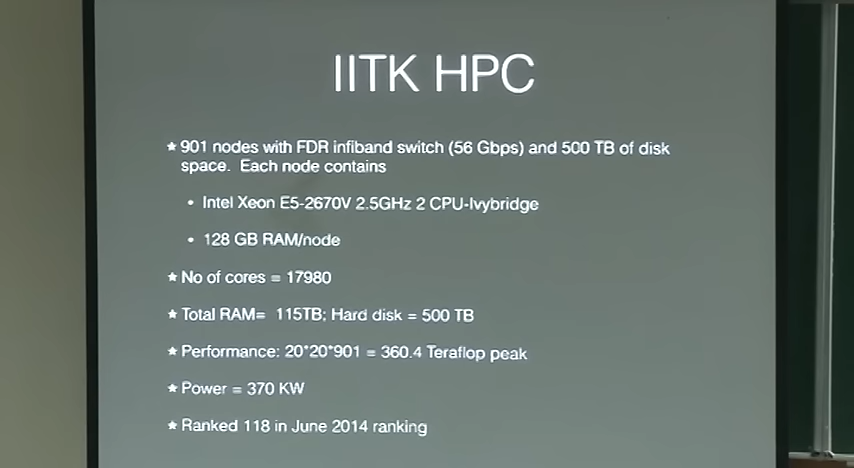 IITK HPC
★ 901 nodes with FDR infiband switch (56 Gbps) and 500 TB of disk
space. Each node contains
• Intel Xeon E5-2670V 2.5GHz 2 CPU-Ivybridge
• 128 GB RAM/node
★ No of cores = 17980
★ Total RAM= 115TB; Hard disk = 500 TB
★ Performance: 20*20*901 = 360.4 Teraflop peak
★ Power = 370 KW
★ Ranked 118 in June 2014 ranking